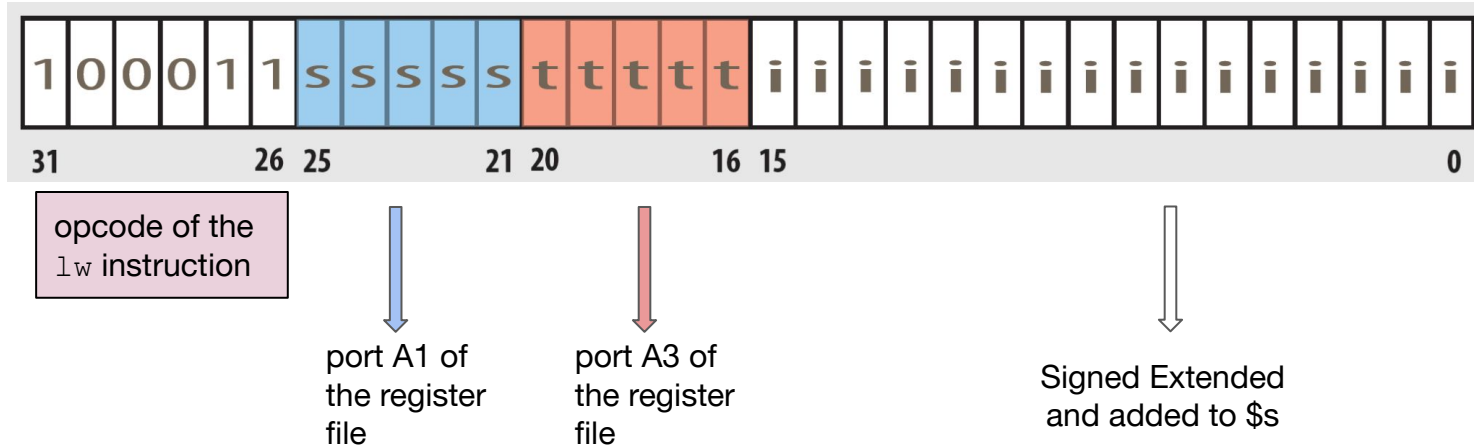 1 0 0 0 1 1 s s s s s t t t t t i i i i i i i i i i i i i i i i
31 26 25 21 20 16 15 0
opcode of the
lw instruction
port A1 of
the register
file
port A3 of
the register
file
Signed Extended
and added to $s